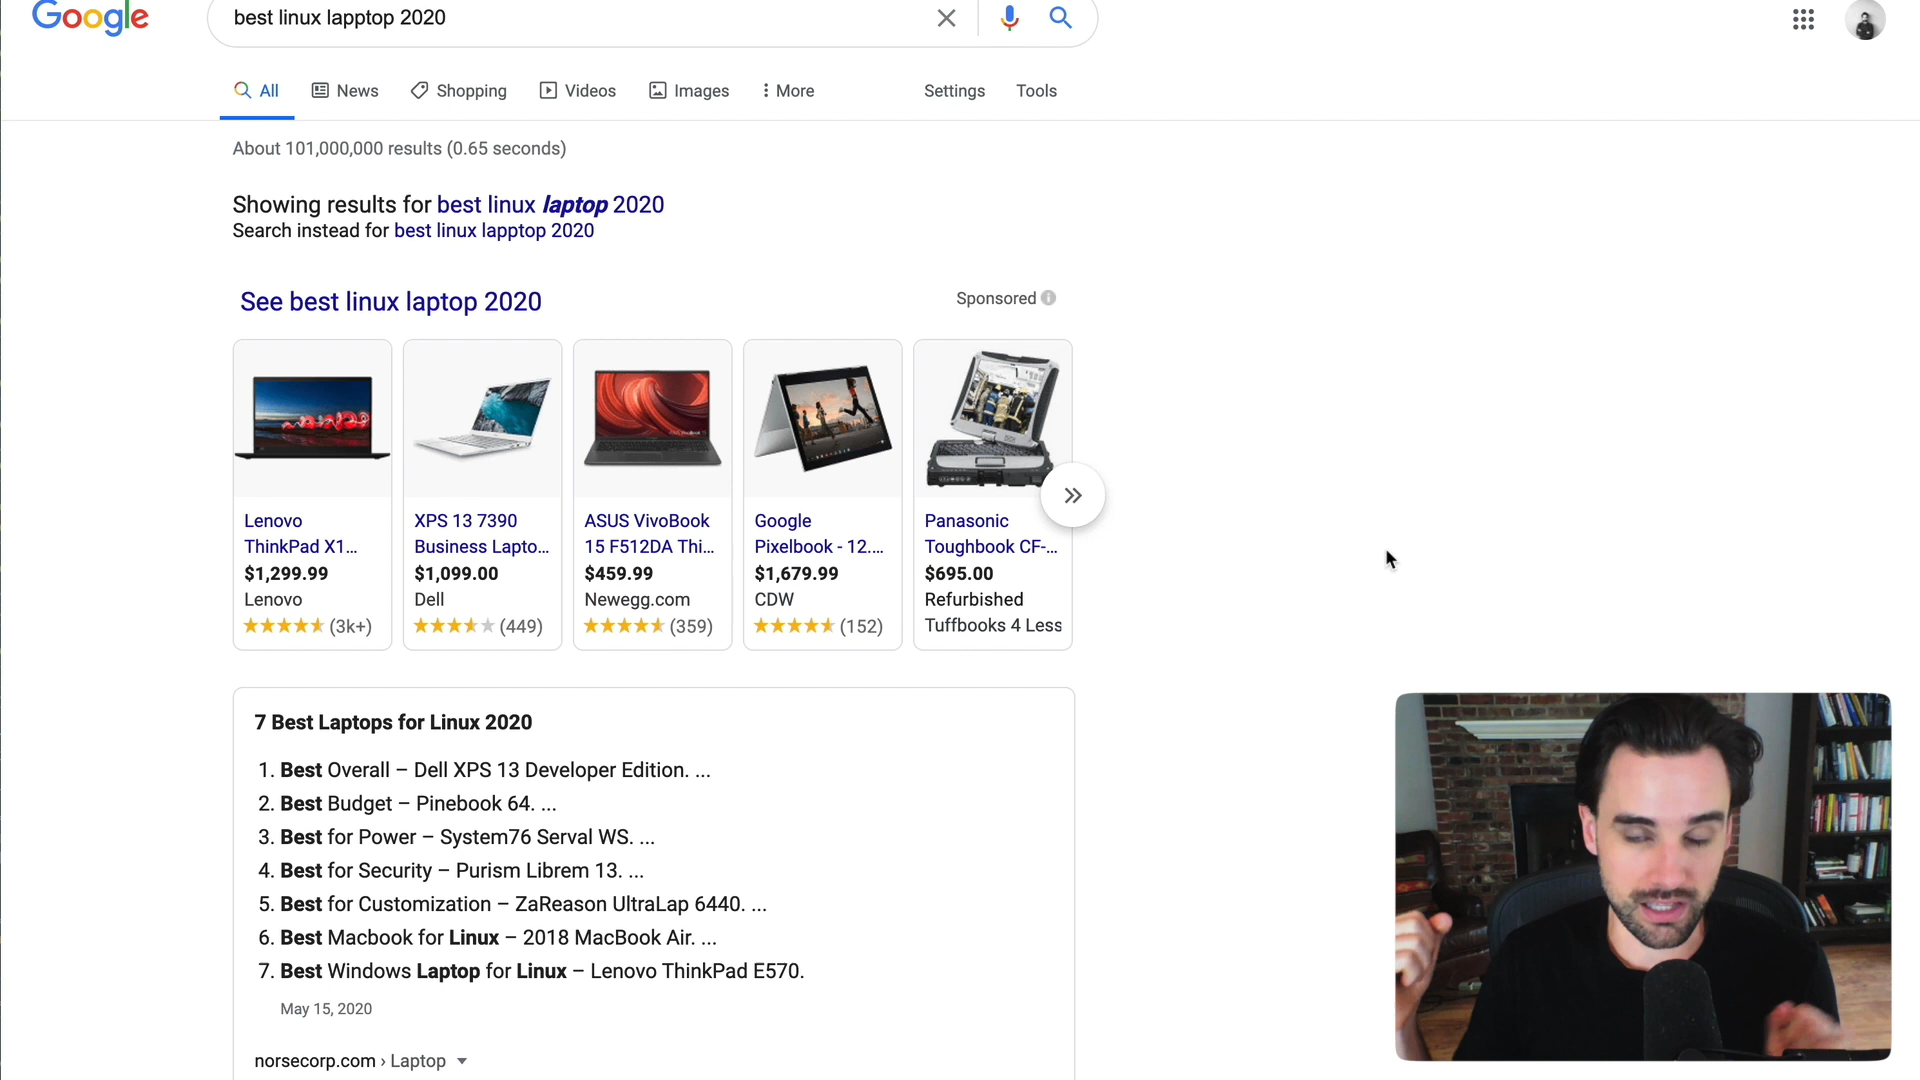 Google
best linux lapptop 2020
All
News
Shopping
Videos
Images
More
Settings
Tools
About 101,000,000 results (0.65 seconds)
Showing results for best linux laptop 2020
Search instead for best linux lapptop 2020
See best linux laptop 2020
Sponsored
Lenovo
ThinkPad X1...
$1,299.99
Lenovo
(3k+)
XPS 13 7390
Business Lapto...
$1,099.00
Dell
(449)
ASUS VivoBook
15 F512DA Thi...
$459.99
Newegg.com
(359)
Google
Pixelbook - 12....
$1,679.99
CDW
(152)
Panasonic
Toughbook CF-...
$695.00
Refurbished
Tuffbooks 4 Less
7 Best Laptops for Linux 2020
1. Best Overall – Dell XPS 13 Developer Edition. ...
2. Best Budget – Pinebook 64. ...
3. Best for Power – System76 Serval WS. ...
4. Best for Security – Purism Librem 13. ...
5. Best for Customization – ZaReason UltraLap 6440. ...
6. Best Macbook for Linux – 2018 MacBook Air. ...
7. Best Windows Laptop for Linux – Lenovo ThinkPad E570.
May 15, 2020
norsecorp.com › Laptop